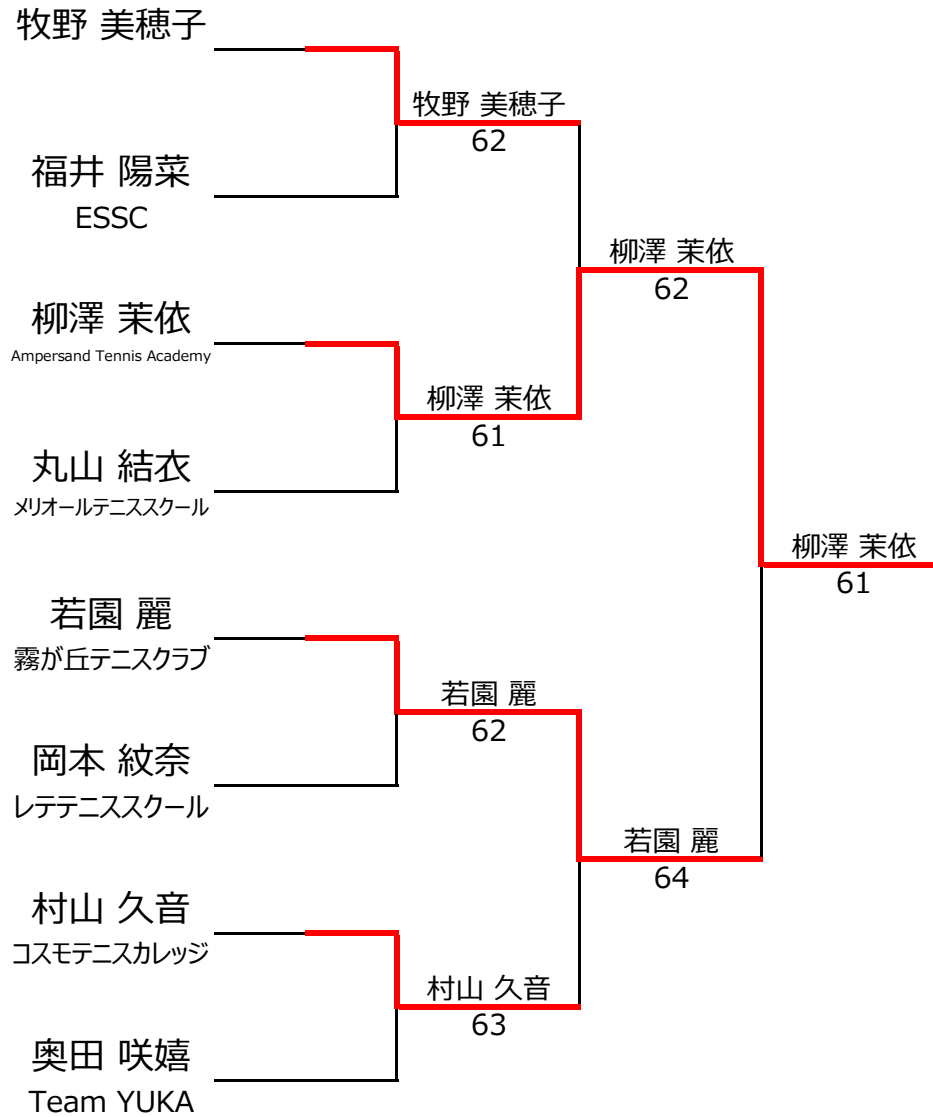 牧野 美穂子
牧野 美穂子
62
福井 陽菜
ESSC
柳澤 茉依
62
柳澤 茉依
Ampersand Tennis Academy
柳澤 茉依
61
丸山 結衣
メリオールテニススクール
柳澤 茉依
61
若園 麗
霧が丘テニスクラブ
若園 麗
62
岡本 紋奈
レテテニススクール
若園 麗
64
村山 久音
コスモテニスカレッジ
村山 久音
63
奥田 咲嬉
Team YUKA